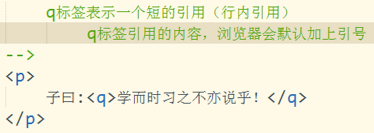 q标签表示一个短的引用（行内引用）
q标签引用的内容，浏览器会默认加上引号
-->
<p>
子曰:<q>学而时习之不亦说乎！</q>
</p>